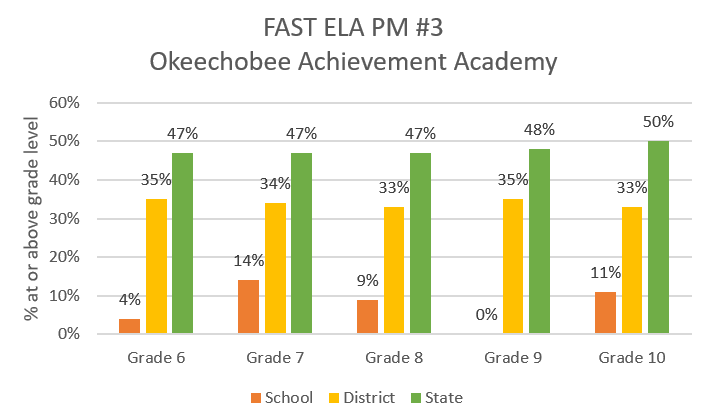 FAST ELA PM #3
Okeechobee Achievement Academy
% at or above grade level
60%
50%
40%
30%
20%
10%
0%
4% 35% 47%
14% 34% 47%
9% 33% 47%
0% 35% 48%
11% 33% 50%
Grade 6 Grade 7 Grade 8 Grade 9 Grade 10
School District State